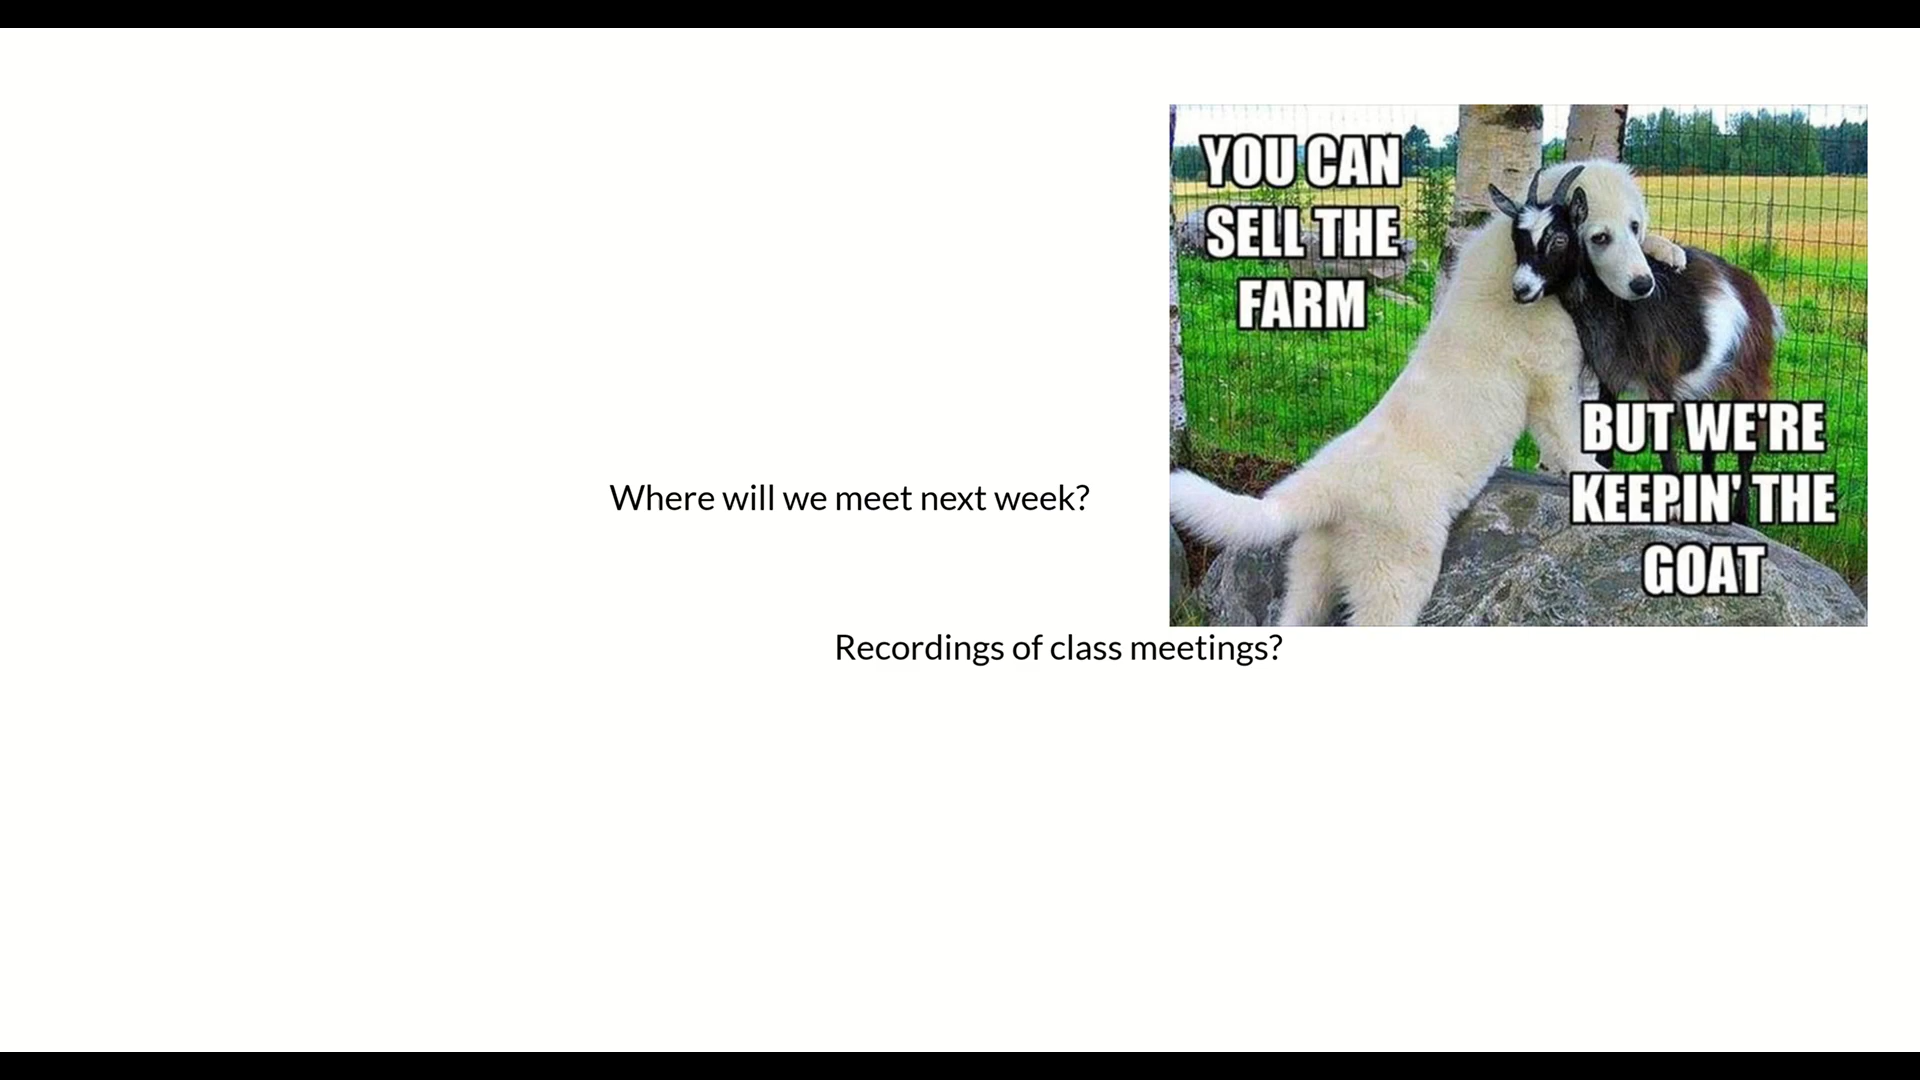 YOU CAN
SELL THE
FARM
BUT WE'RE
KEEPIN' THE
GOAT
Where will we meet next week?
Recordings of class meetings?